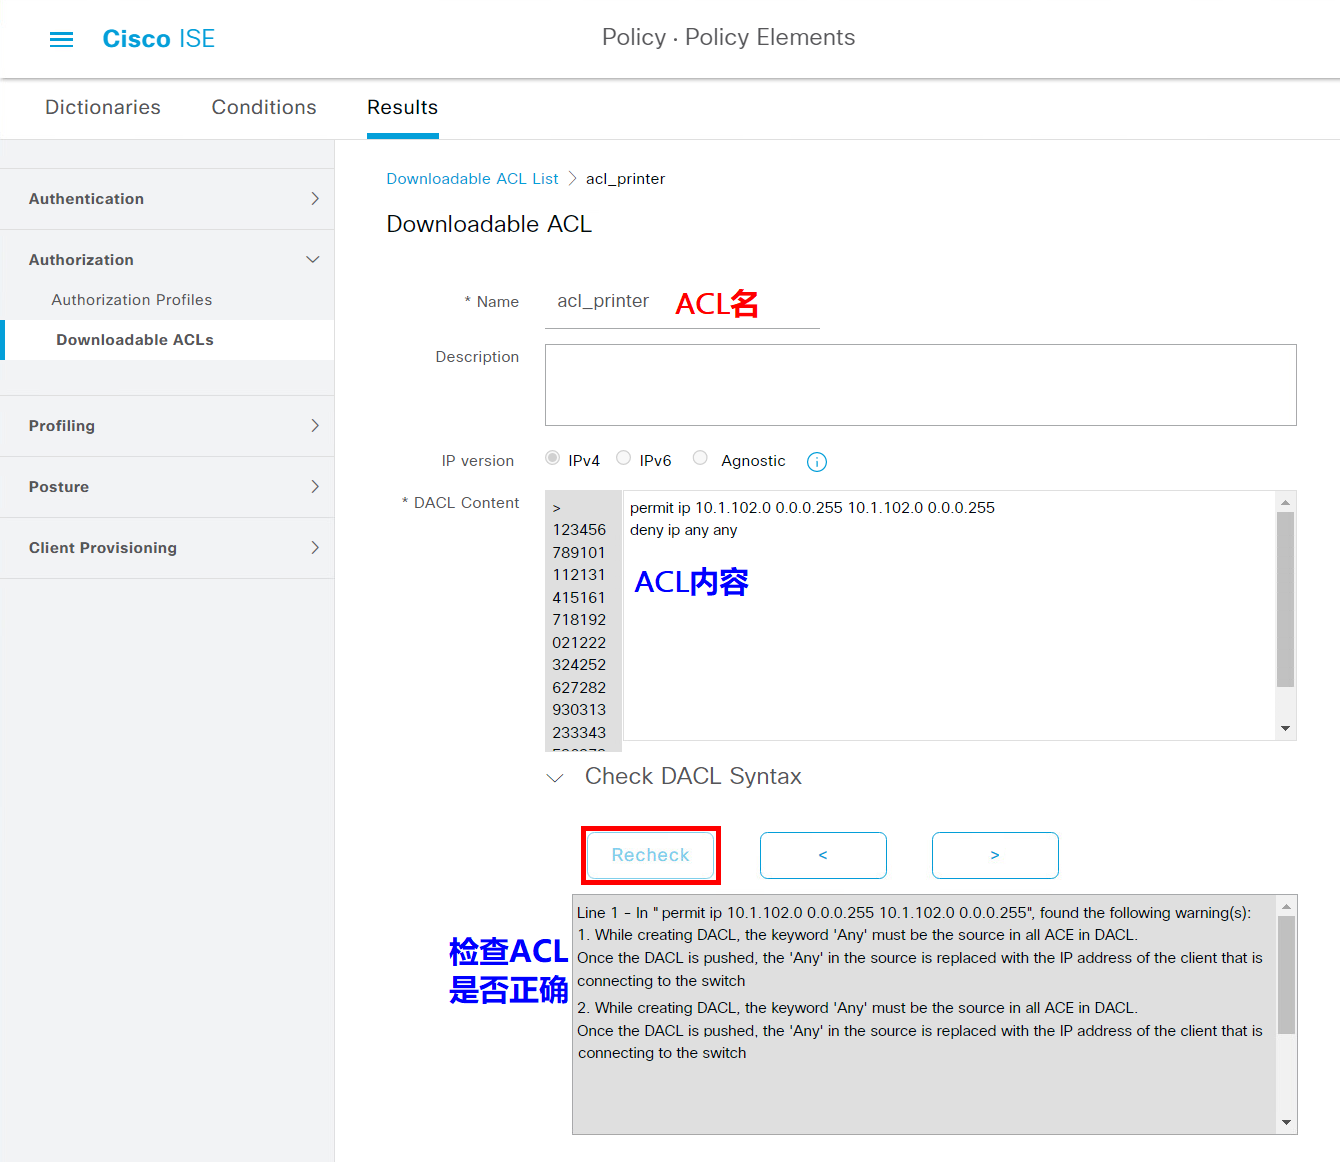 Cisco ISE
Policy · Policy Elements
Dictionaries
Conditions
Results
Authentication
Authorization
Authorization Profiles
Downloadable ACLs
Profiling
Posture
Client Provisioning
Downloadable ACL List > acl_printer
Downloadable ACL
* Name acl_printer ACL名
Description
IP version IPv4 IPv6 Agnostic
* DACL Content
>
123456
789101
112131
415161
718192
021222
324252
627282
930313
233343
permit ip 10.1.102.0 0.0.0.255 10.1.102.0 0.0.0.255
deny ip any any
ACL内容
Check DACL Syntax
Recheck
<
>
检查ACL
是否正确
Line 1 - In " permit ip 10.1.102.0 0.0.0.255 10.1.102.0 0.0.0.255", found the following warning(s):
1. While creating DACL, the keyword 'Any' must be the source in all ACE in DACL.
Once the DACL is pushed, the 'Any' in the source is replaced with the IP address of the client that is
connecting to the switch
2. While creating DACL, the keyword 'Any' must be the source in all ACE in DACL.
Once the DACL is pushed, the 'Any' in the source is replaced with the IP address of the client that is
connecting to the switch